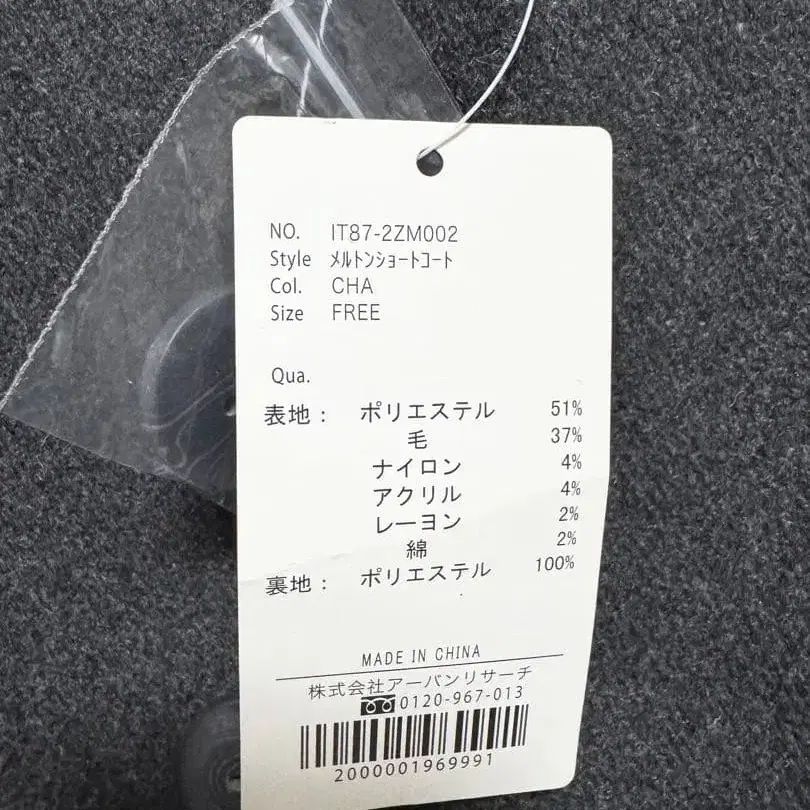 NO. IT87-2ZM002
Style ﾒﾙﾄﾝｼｮｰﾄｺｰﾄ
Col. CHA
Size FREE
Qua.
表地： ポリエステル 51%
毛 37%
ナイロン 4%
アクリル 4%
レーヨン 2%
綿 2%
裏地： ポリエステル 100%
MADE IN CHINA
株式会社アーバンリサーチ
0120-967-013
2000001969991